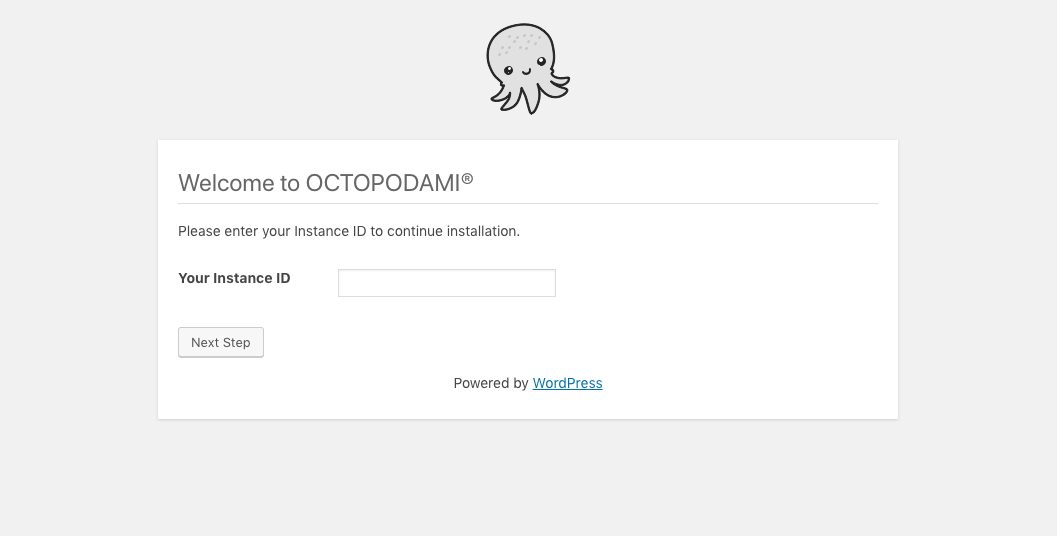 Welcome to OCTOPODAMI®
Please enter your Instance ID to continue installation.
Your Instance ID
Next Step
Powered by WordPress